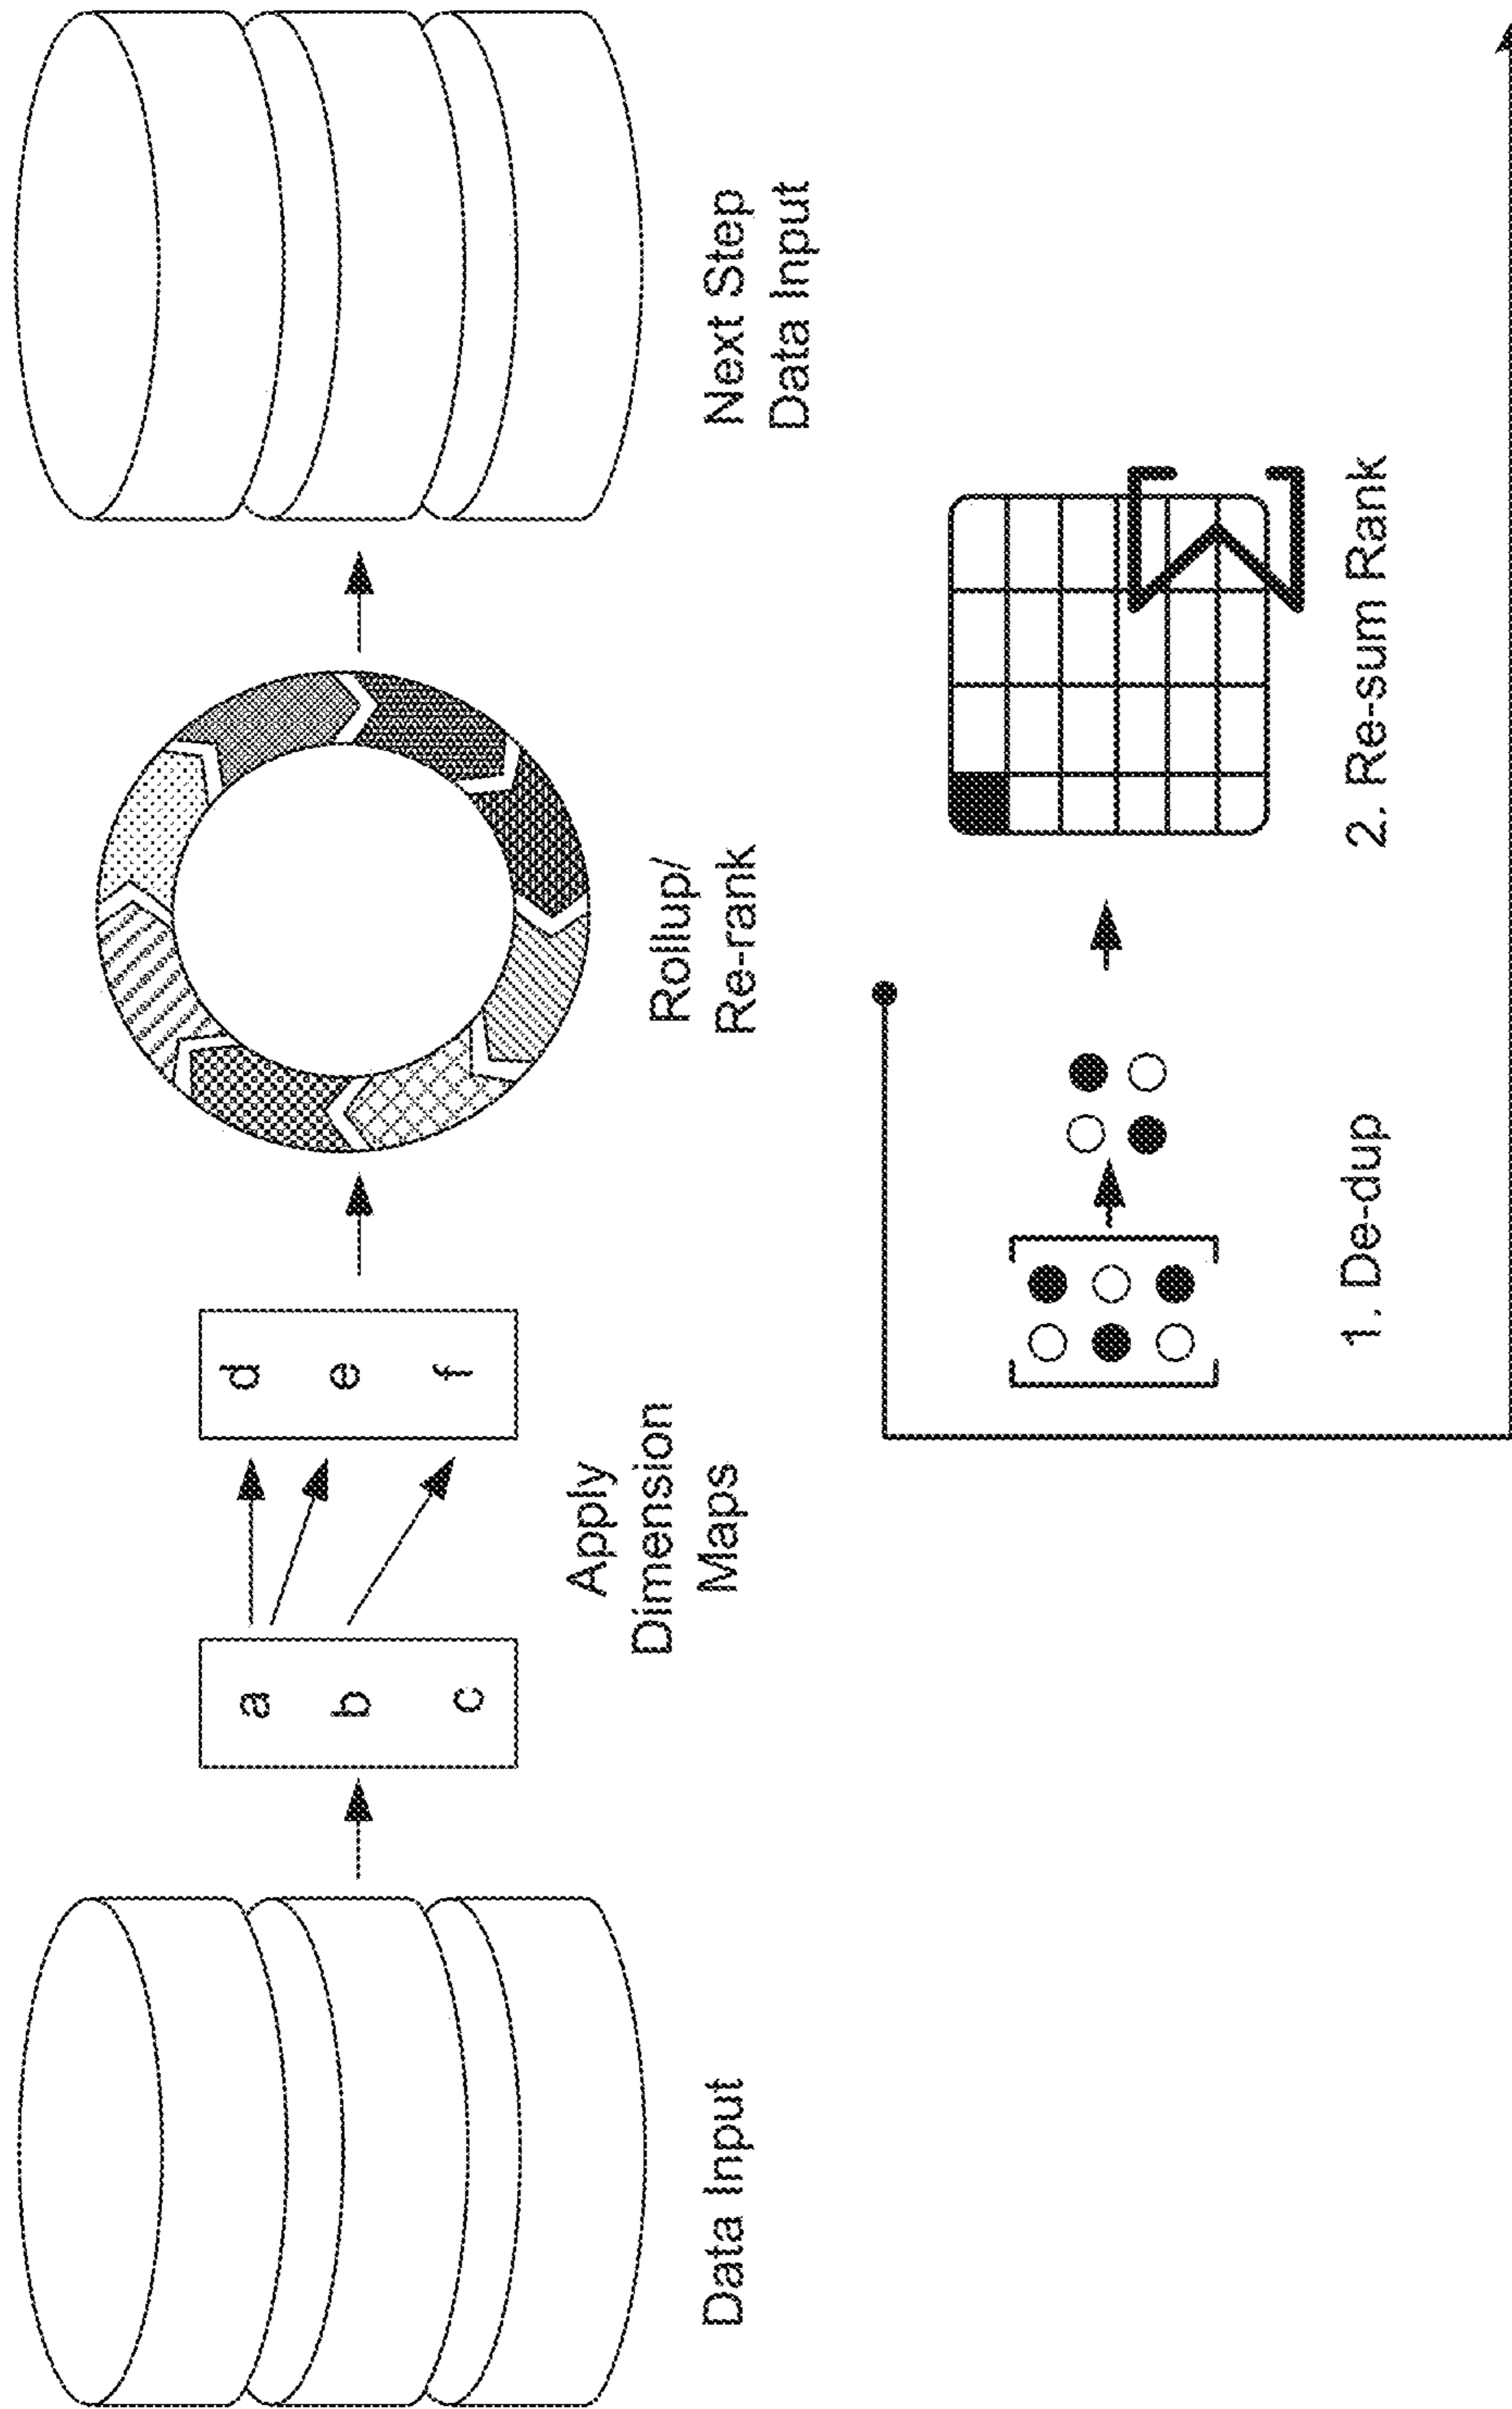 Data Input
a
b
c
Apply
Dimension
Maps
d
e
f
Rollup/
Re-rank
Next Step
Data Input
1. De-dup
2. Re-sum Rank